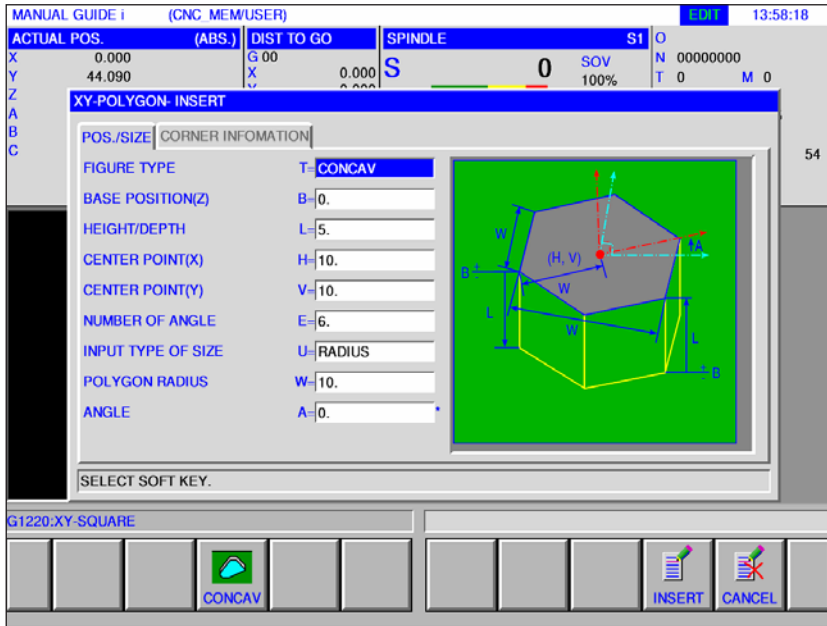 MANUAL GUIDE i (CNC_MEM/USER) EDIT 13:58:18
ACTUAL POS. (ABS.) DIST TO GO SPINDLE S1 O
X 0.000 G 00 S 0 SOV N 00000000
Y 44.090 X 0.000 100% T 0 M 0
Z
A
B
C 54
XY-POLYGON- INSERT
POS./SIZE CORNER INFOMATION
FIGURE TYPE T= CONCAV
BASE POSITION(Z) B= 0.
HEIGHT/DEPTH L= 5.
CENTER POINT(X) H= 10.
CENTER POINT(Y) V= 10.
NUMBER OF ANGLE E= 6.
INPUT TYPE OF SIZE U= RADIUS
POLYGON RADIUS W= 10.
ANGLE A= 0. *
W
(H, V)
A
B + -
W
L
W
L
+ - B
SELECT SOFT KEY.
G1220:XY-SQUARE
CONCAV INSERT CANCEL